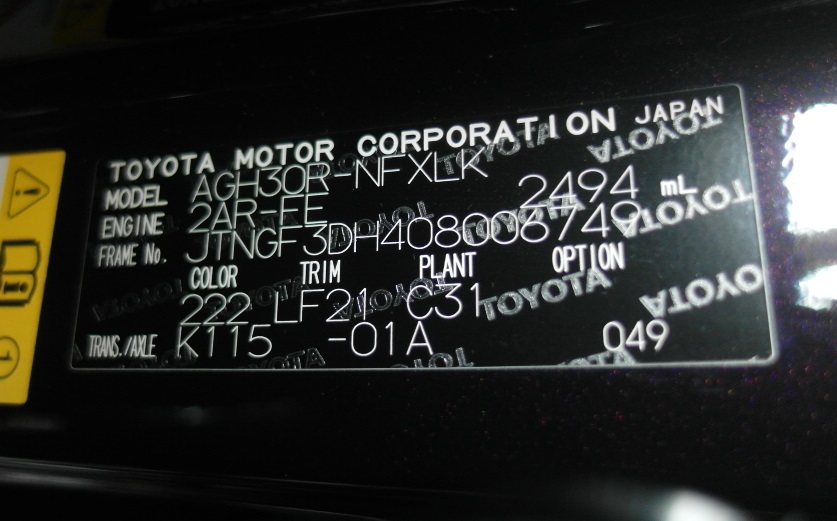 TOYOTA MOTOR CORPORATION JAPAN
MODEL AGH30R-NFXLK
ENGINE 2AR-FE 2494 mL
FRAME No. JTNGF3DH408006749
COLOR TRIM PLANT OPTION
222 LF21 C31
TRANS./AXLE K115 -01A 049